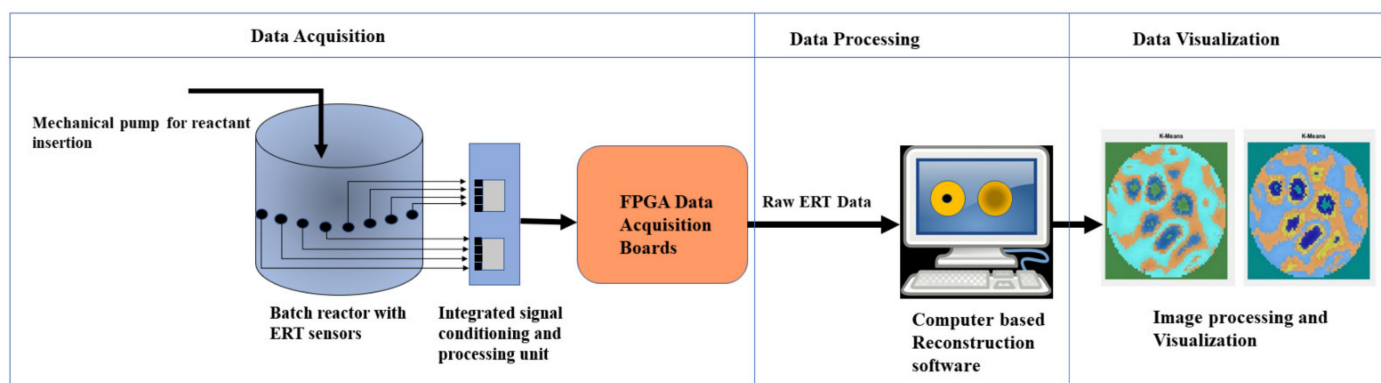 Data Acquisition
Data Processing
Data Visualization
Mechanical pump for reactant
insertion
FPGA Data
Acquisition
Boards
Raw ERT Data
K-Means
K-Means
Batch reactor with
ERT sensors
Integrated signal
conditioning and
processing unit
Computer based
Reconstruction
software
Image processing and
Visualization